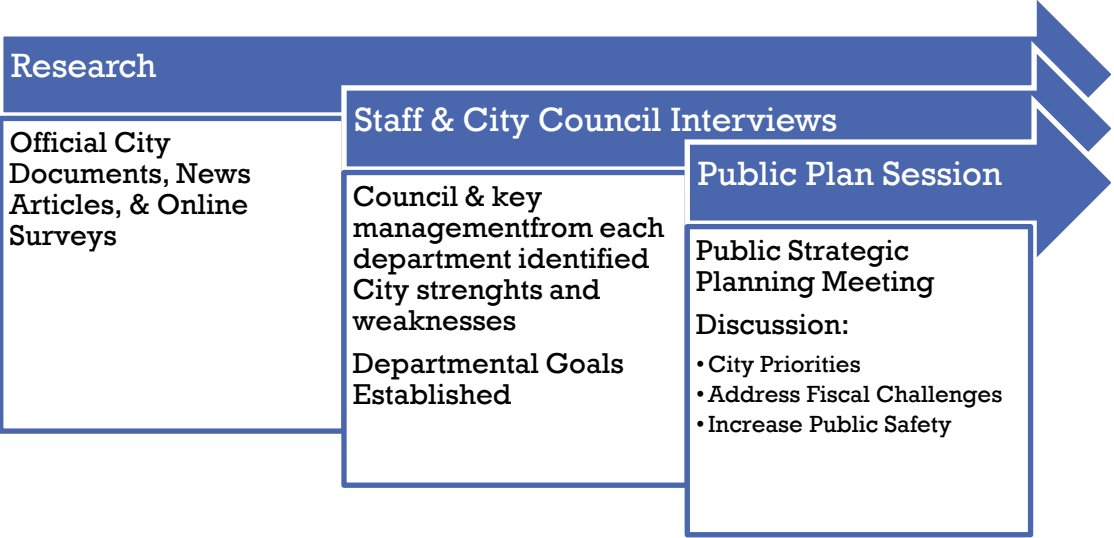 Research
Official City
Documents, News
Articles, & Online
Surveys
Staff & City Council Interviews
Council & key
managementfrom each
department identified
City strenghts and
weaknesses
Departmental Goals
Established
Public Plan Session
Public Strategic
Planning Meeting
Discussion:
• City Priorities
• Address Fiscal Challenges
• Increase Public Safety